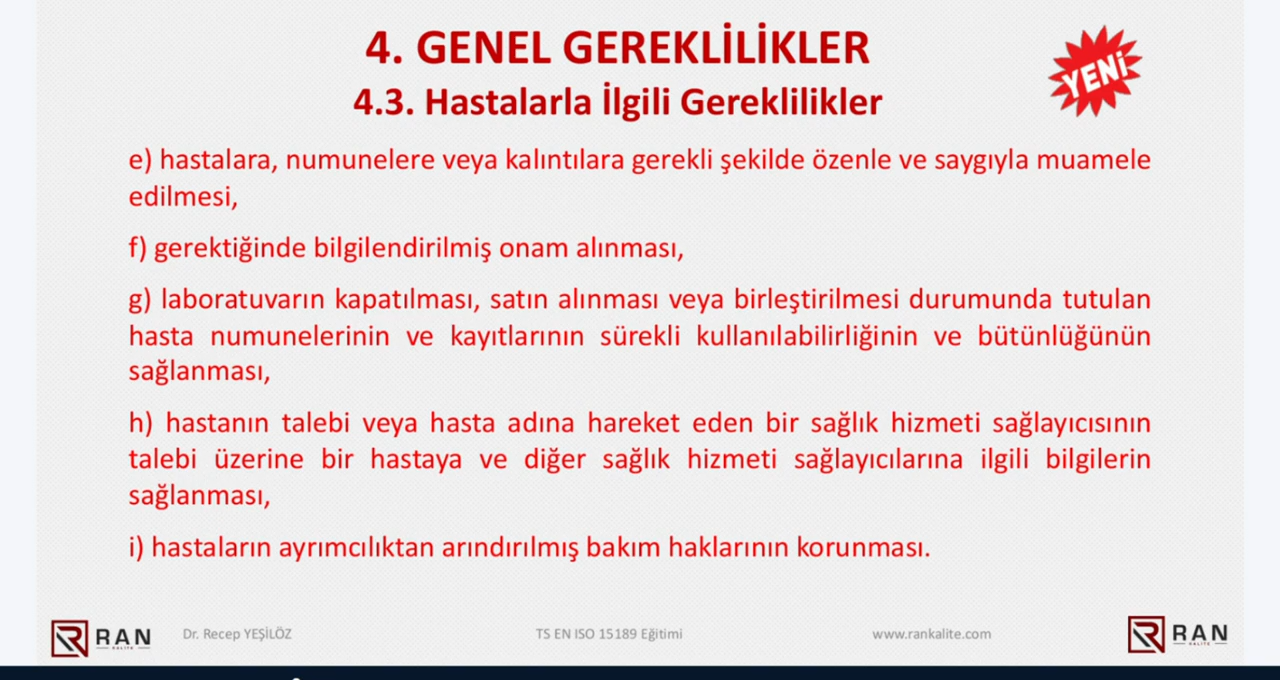 4. GENEL GEREKLİLİKLER
4.3. Hastalarla İlgili Gereklilikler
YENİ
e) hastalara, numunelere veya kalıntılara gerekli şekilde özenle ve saygıyla muamele
edilmesi,
f) gerektiğinde bilgilendirilmiş onam alınması,
g) laboratuvarın kapatılması, satın alınması veya birleştirilmesi durumunda tutulan
hasta numunelerinin ve kayıtlarının sürekli kullanılabilirliğinin ve bütünlüğünün
sağlanması,
h) hastanın talebi veya hasta adına hareket eden bir sağlık hizmeti sağlayıcısının
talebi üzerine bir hastaya ve diğer sağlık hizmeti sağlayıcılarına ilgili bilgilerin
sağlanması,
i) hastaların ayrımcılıktan arındırılmış bakım haklarının korunması.
RAN
KALİTE
Dr. Recep YEŞİLÖZ
TS EN ISO 15189 Eğitimi
www.rankalite.com
RAN
KALİTE